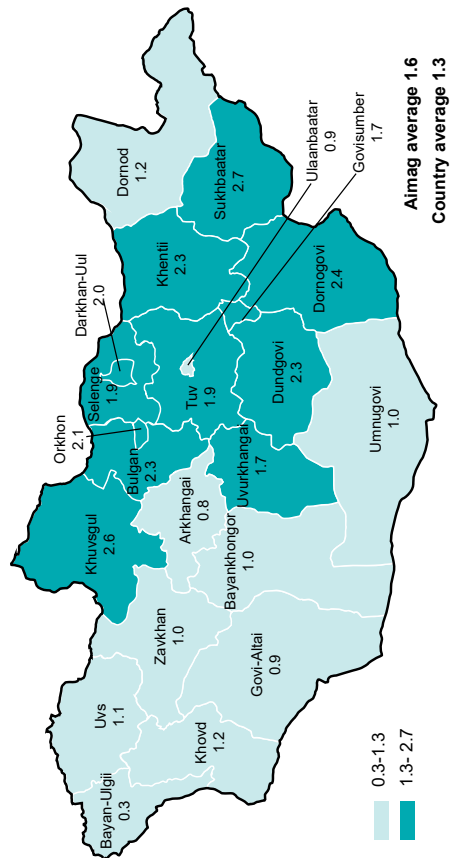 Bayan-Ulgii
0.3
Uvs
1.1
Khovd
1.2
Zavkhan
1.0
Govi-Altai
0.9
Khuvsgul
2.6
Arkhangai
0.8
Bayankhongor
1.0
Orkhon
2.1
Bulgan
2.3
Uvurkhangai
1.7
Selenge
1.9
Darkhan-Uul
2.0
Tuv
1.9
Dundgovi
2.3
Umnugovi
1.0
Khentii
2.3
Dornogovi
2.4
Dornod
1.2
Sukhbaatar
2.7
Ulaanbaatar
0.9
Govisumber
1.7
Aimag average 1.6
Country average 1.3
0.3-1.3
1.3- 2.7